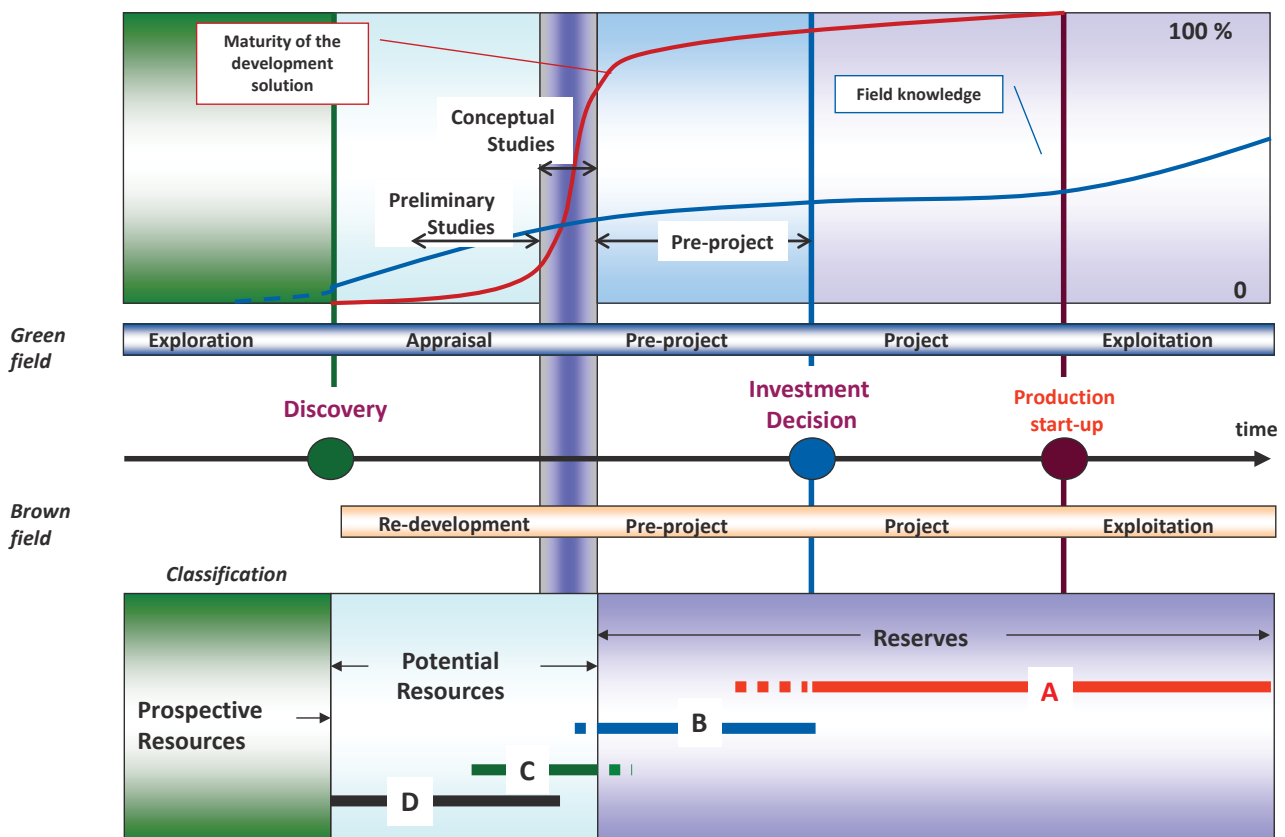 Maturity of the
development
solution
100 %
Field knowledge
Conceptual
Studies
Preliminary
Studies
Pre-project
0
Green
field
Exploration
Appraisal
Pre-project
Project
Exploitation
Discovery
Investment
Decision
Production
start-up
time
Brown
field
Re-development
Pre-project
Project
Exploitation
Classification
Reserves
Potential
Resources
A
Prospective
Resources
B
C
D